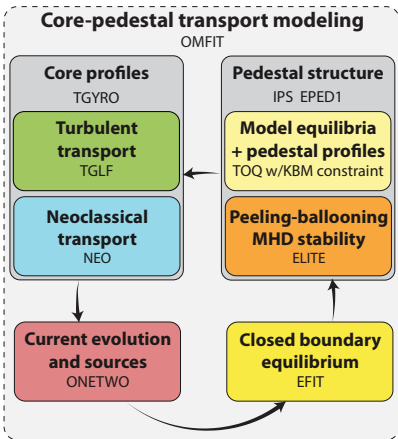 Core-pedestal transport modeling
OMFIT
Core profiles
TGYRO
Turbulent
transport
TGLF
Neoclassical
transport
NEO
Pedestal structure
IPS EPED1
Model equilibria
+ pedestal profiles
TOQ w/KBM constraint
Peeling-ballooning
MHD stability
ELITE
Current evolution
and sources
ONETWO
Closed boundary
equilibrium
EFIT